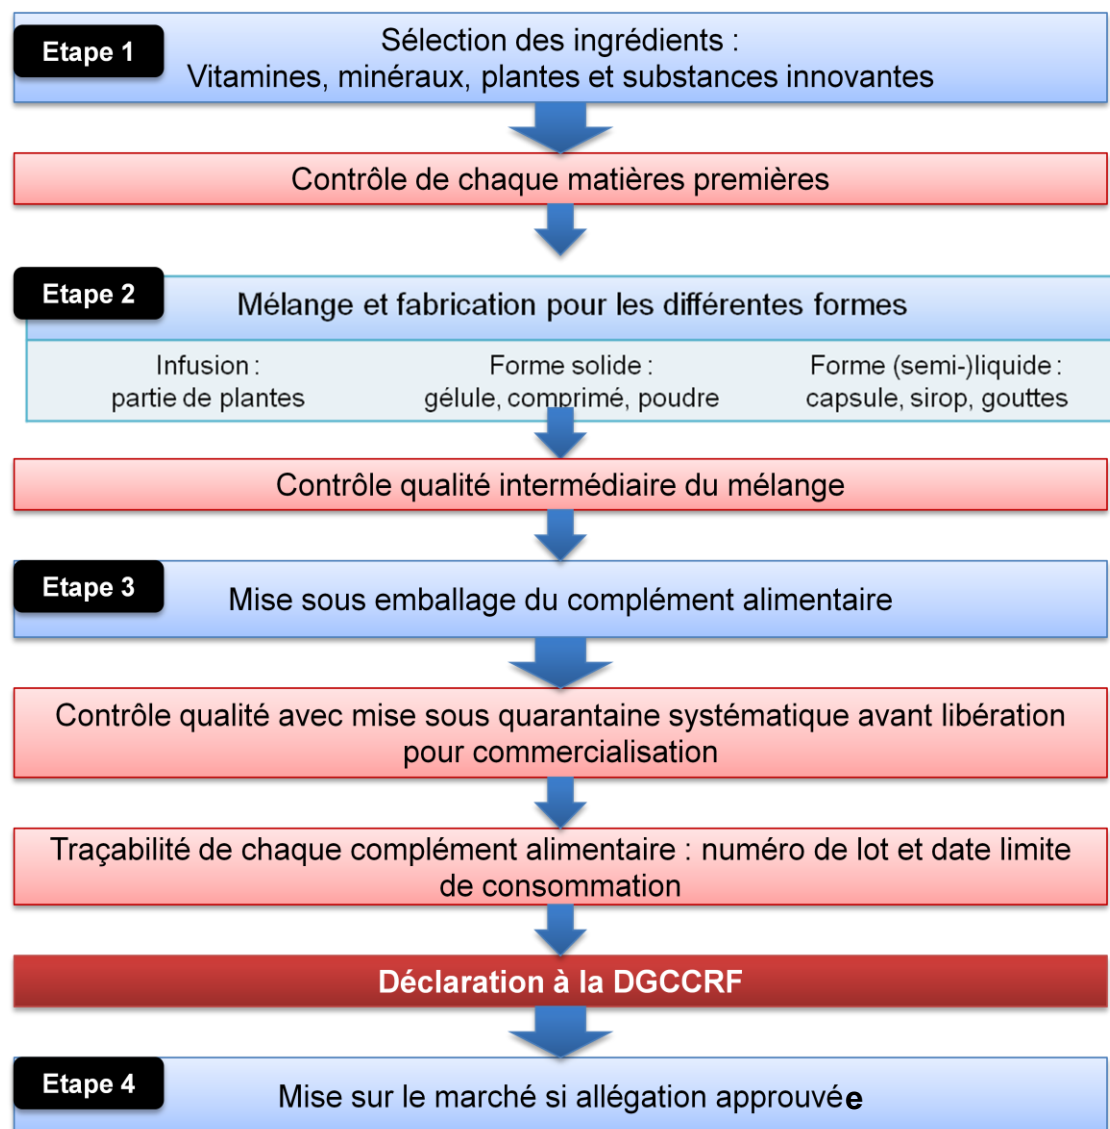 Etape 1
Sélection des ingrédients :
Vitamines, minéraux, plantes et substances innovantes
Contrôle de chaque matières premières
Etape 2
Mélange et fabrication pour les différentes formes
Infusion :
partie de plantes
Forme solide :
gélule, comprimé, poudre
Forme (semi-)liquide :
capsule, sirop, gouttes
Contrôle qualité intermédiaire du mélange
Etape 3
Mise sous emballage du complément alimentaire
Contrôle qualité avec mise sous quarantaine systématique avant libération
pour commercialisation
Traçabilité de chaque complément alimentaire : numéro de lot et date limite
de consommation
Déclaration à la DGCCRF
Etape 4
Mise sur le marché si allégation approuvée